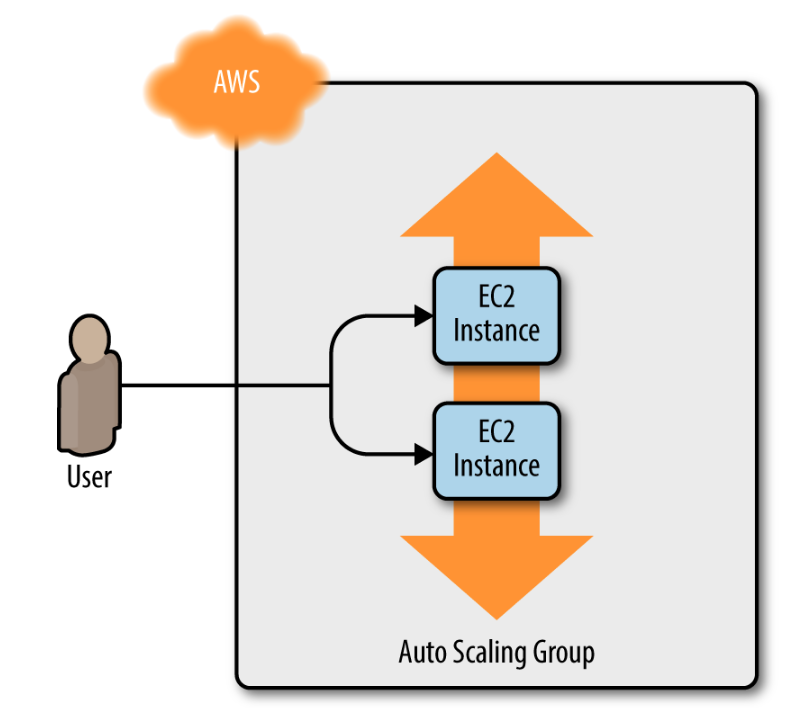 AWS
EC2
Instance
EC2
Instance
User
Auto Scaling Group